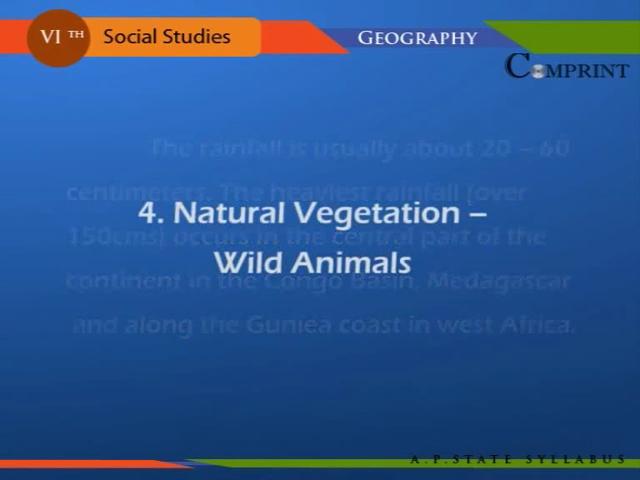 VI TH Social Studies
GEOGRAPHY
COMPRINT
The rainfall is usually about 20 – 60
centimeters. The heaviest rainfall (over
4. Natural Vegetation –
150cms) occurs in the central part of the
Wild Animals
continent in the Congo Basin, Medagascar
and along the Guniea coast in west Africa.
A.P.STATE SYLLABUS